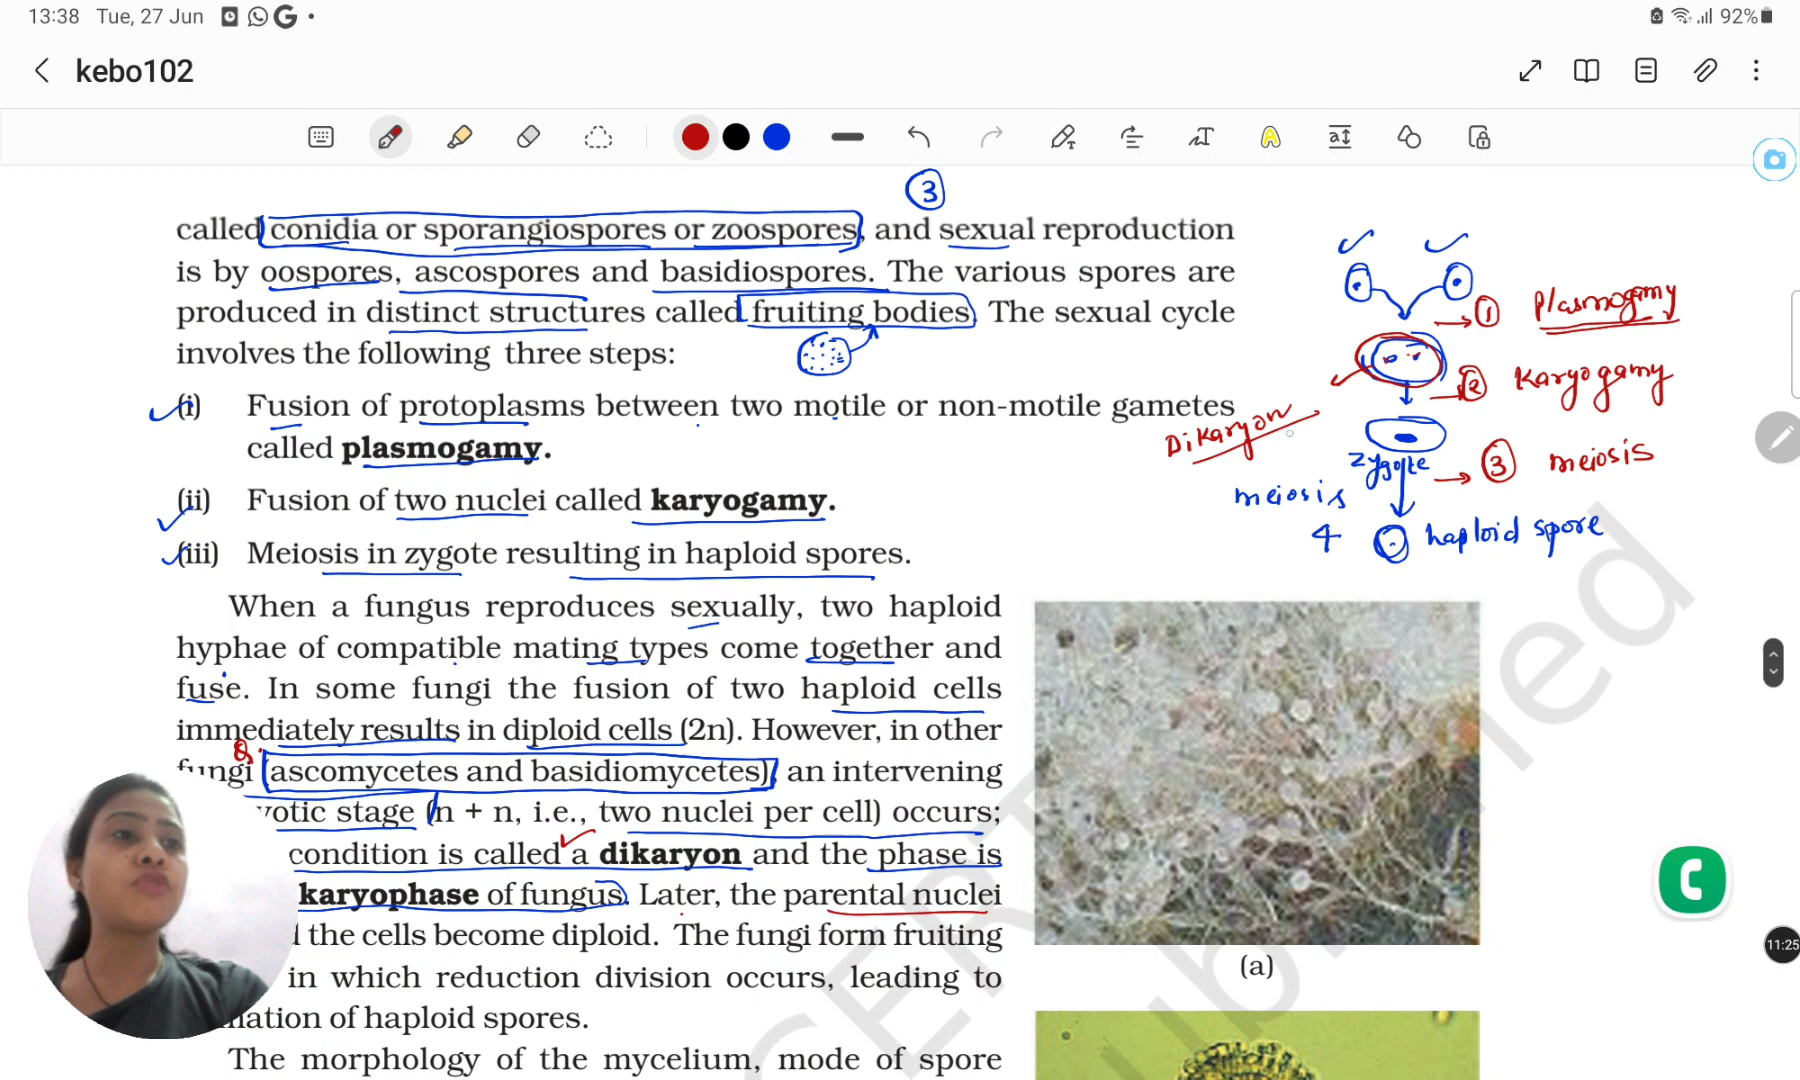 13:38 Tue, 27 Jun
92%
kebo102
3
called conidia or sporangiospores or zoospores, and sexual reproduction
is by oospores, ascospores and basidiospores. The various spores are
produced in distinct structures called fruiting bodies. The sexual cycle
involves the following three steps:
(i) Fusion of protoplasms between two motile or non-motile gametes
called plasmogamy.
(ii) Fusion of two nuclei called karyogamy.
(iii) Meiosis in zygote resulting in haploid spores.
1 Plasmogamy
2 Karyogamy
Dikaryon
zygote
3 meiosis
meiosis
4 haploid spore
When a fungus reproduces sexually, two haploid
hyphae of compatible mating types come together and
fuse. In some fungi the fusion of two haploid cells
immediately results in diploid cells (2n). However, in other
Q.
fungi (ascomycetes and basidiomycetes), an intervening
otic stage (n + n, i.e., two nuclei per cell) occurs;
condition is called a dikaryon and the phase is
karyophase of fungus. Later, the parental nuclei
the cells become diploid. The fungi form fruiting
in which reduction division occurs, leading to
ation of haploid spores.
The morphology of the mycelium, mode of spore
(a)
11:25